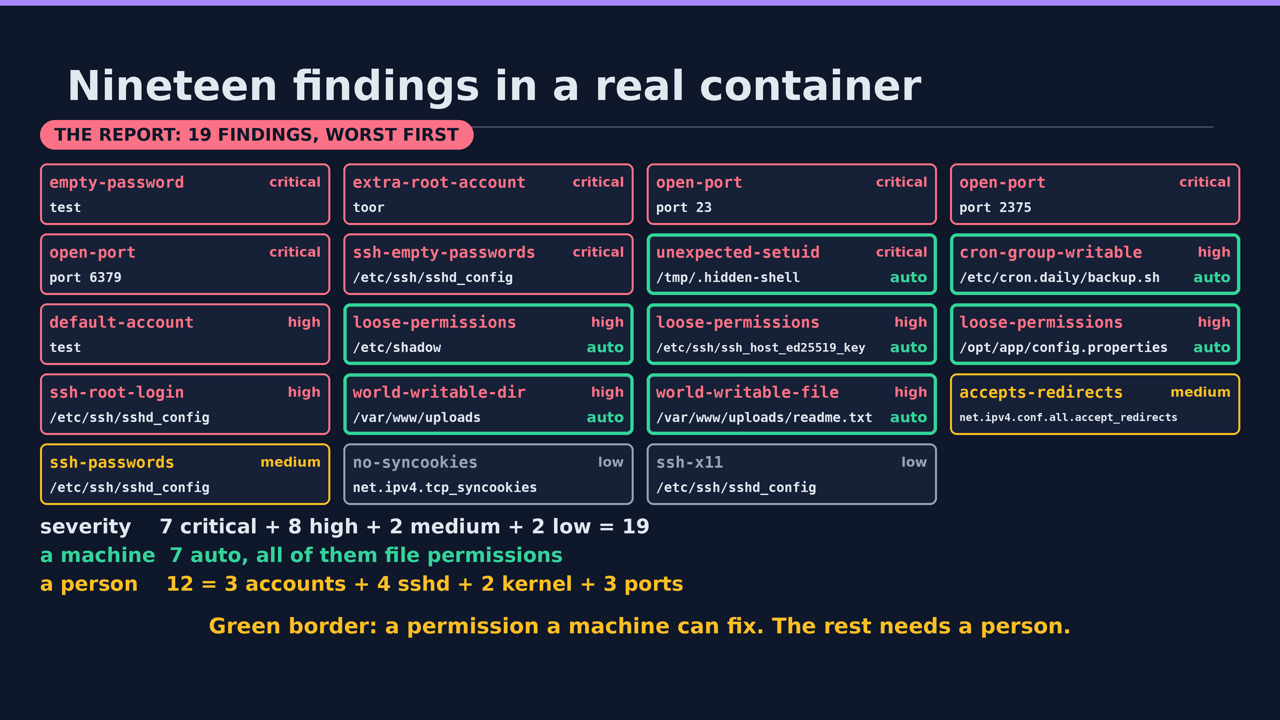 Nineteen findings in a real container
THE REPORT: 19 FINDINGS, WORST FIRST
empty-password critical
test
extra-root-account critical
toor
open-port critical
port 23
open-port critical
port 2375
open-port critical
port 6379
ssh-empty-passwords critical
/etc/ssh/sshd_config
unexpected-setuid critical
/tmp/.hidden-shell auto
cron-group-writable high
/etc/cron.daily/backup.sh auto
default-account high
test
loose-permissions high
/etc/shadow auto
loose-permissions high
/etc/ssh/ssh_host_ed25519_key auto
loose-permissions high
/opt/app/config.properties auto
ssh-root-login high
/etc/ssh/sshd_config
world-writable-dir high
/var/www/uploads auto
world-writable-file high
/var/www/uploads/readme.txt auto
accepts-redirects medium
net.ipv4.conf.all.accept_redirects
ssh-passwords medium
/etc/ssh/sshd_config
no-syncookies low
net.ipv4.tcp_syncookies
ssh-x11 low
/etc/ssh/sshd_config
severity 7 critical + 8 high + 2 medium + 2 low = 19
a machine 7 auto, all of them file permissions
a person 12 = 3 accounts + 4 sshd + 2 kernel + 3 ports
Green border: a permission a machine can fix. The rest needs a person.